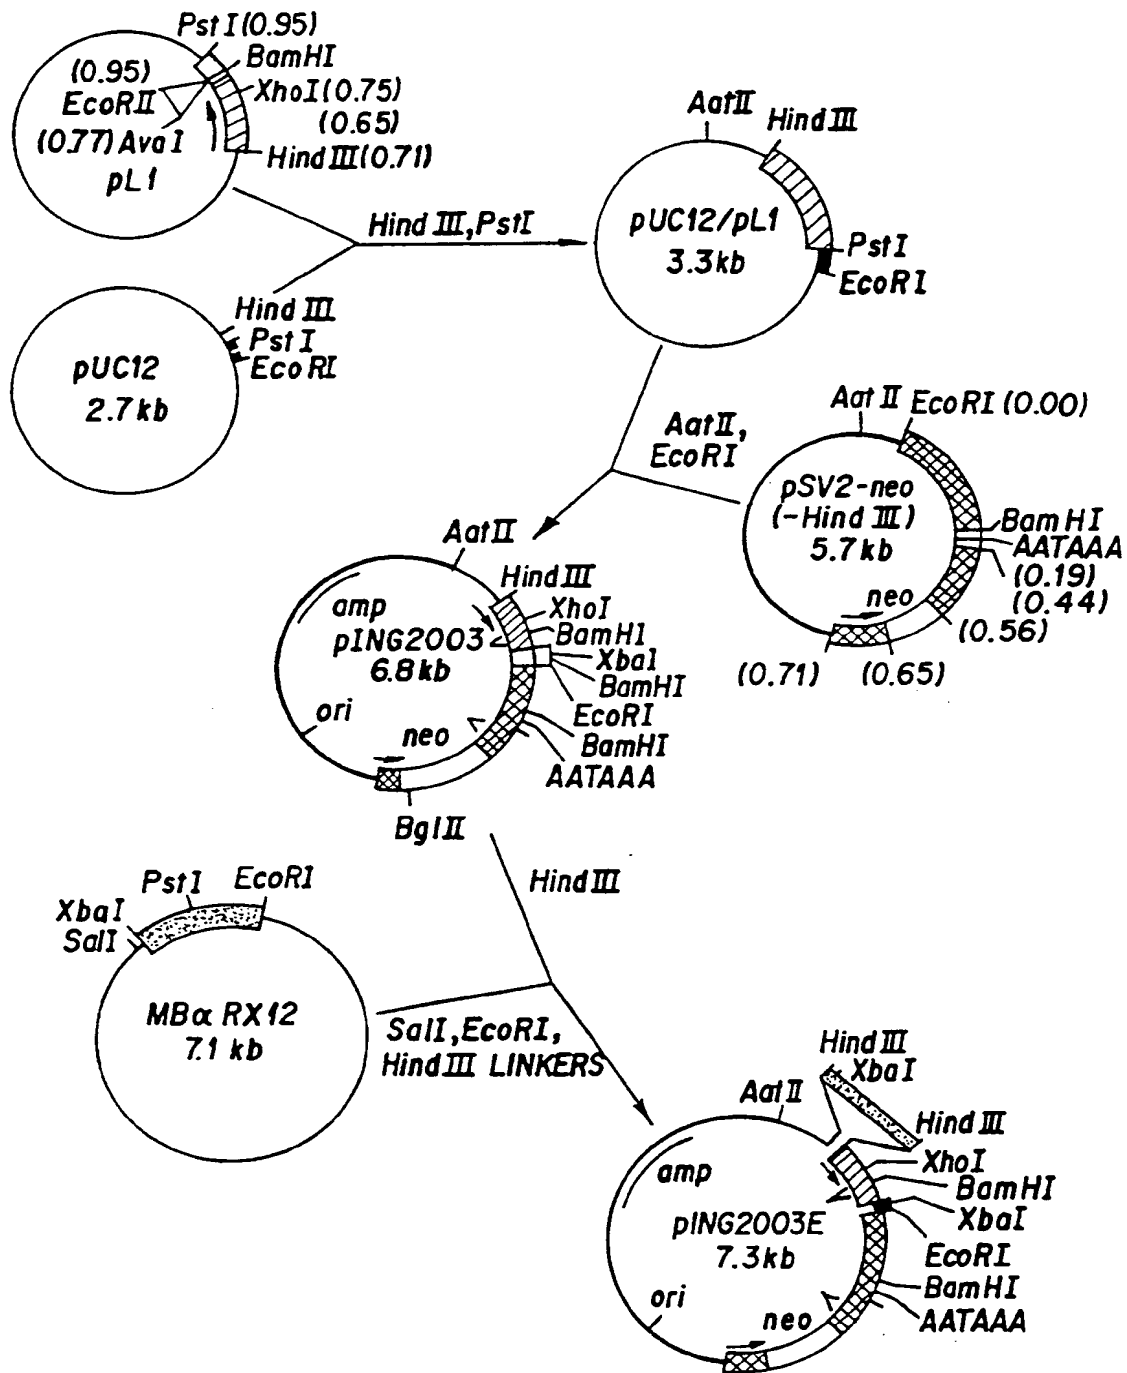 PstI (0.95)
BamHI
(0.95)
EcoRII
XhoI (0.75)
(0.65)
(0.77) AvaI
HindIII (0.71)
pL1
HindIII, PstI
HindIII
PstI
EcoRI
pUC12
2.7kb
AatII
HindIII
pUC12/pL1
3.3kb
PstI
EcoRI
AatII,
EcoRI
AatII
EcoRI (0.00)
pSV2-neo
(-HindIII)
5.7kb
BamHI
AATAAA
(0.19)
(0.44)
(0.56)
neo
(0.71)
(0.65)
AatII
HindIII
XhoI
BamHI
XbaI
BamHI
EcoRI
BamHI
AATAAA
amp
pING2003
6.8kb
ori
neo
BglII
HindIII
PstI
EcoRI
XbaI
SalI
MBα RX12
7.1 kb
SalI, EcoRI,
HindIII LINKERS
HindIII
XbaI
AatII
HindIII
XhoI
BamHI
XbaI
EcoRI
BamHI
AATAAA
amp
pING2003E
7.3kb
ori
neo